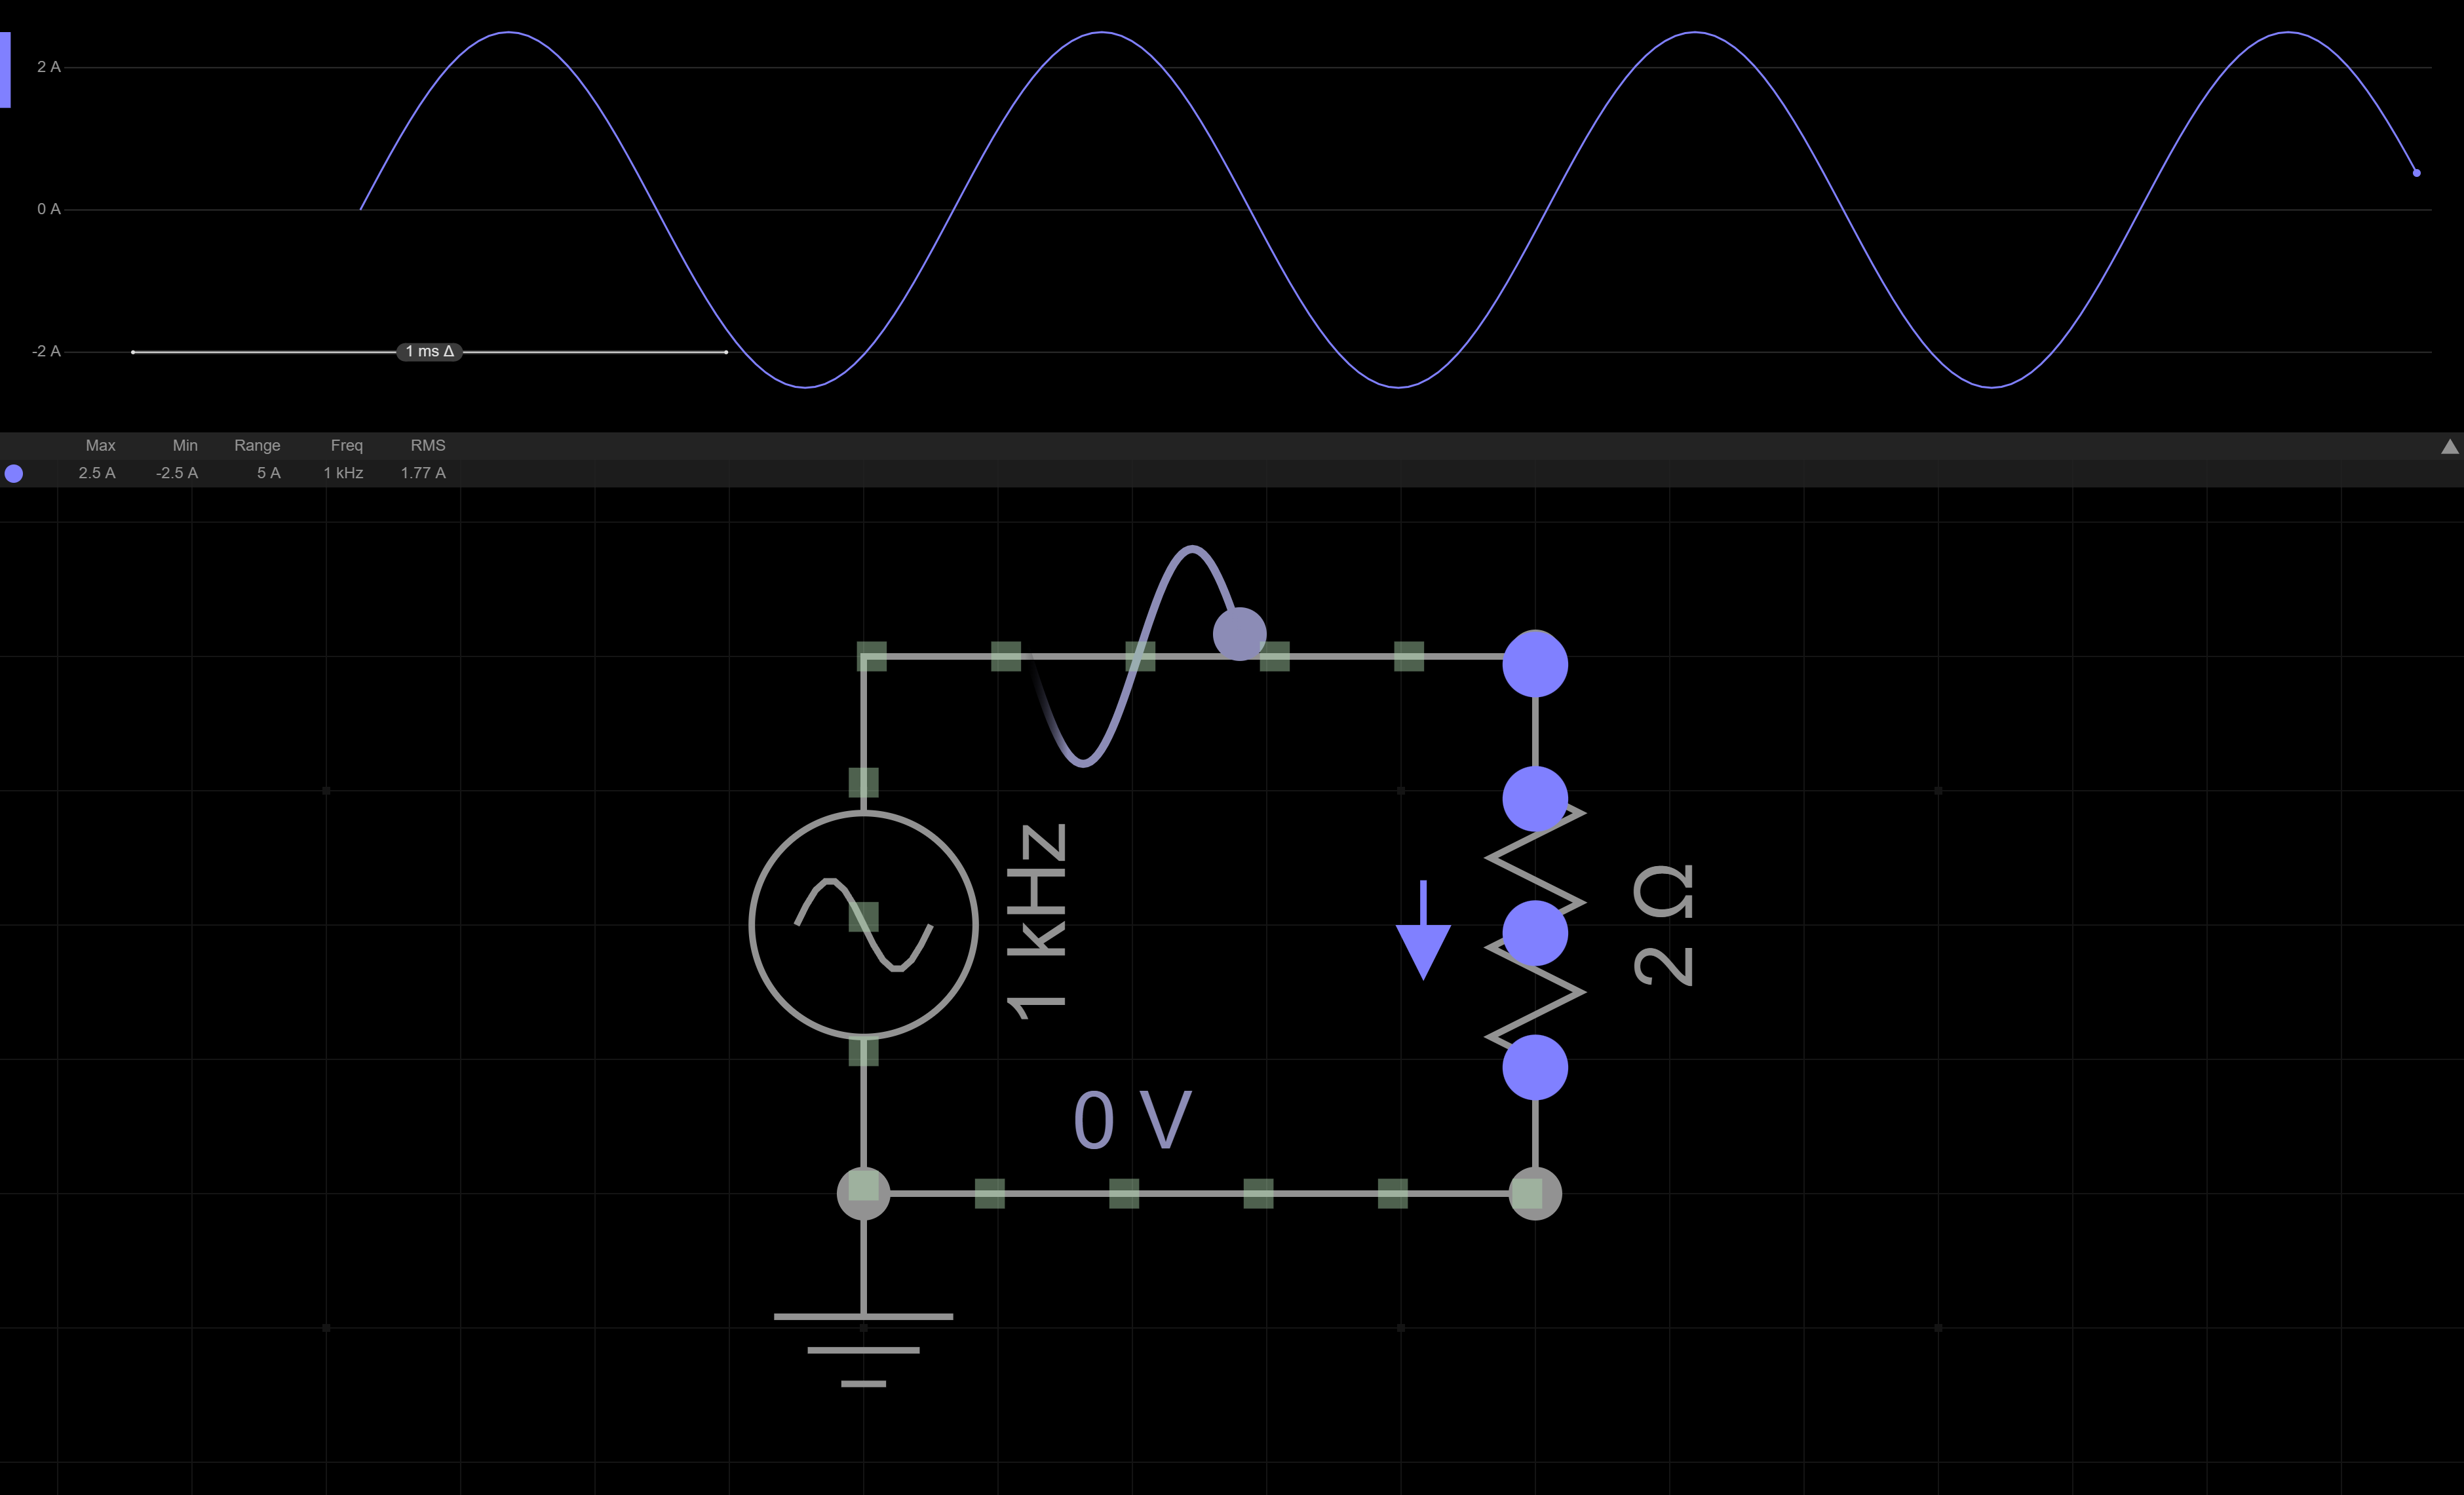 2 A
0 A
-2 A
1 ms Δ
Max Min Range Freq RMS
2.5 A -2.5 A 5 A 1 kHz 1.77 A
1 kHz
2 Ω
0 V